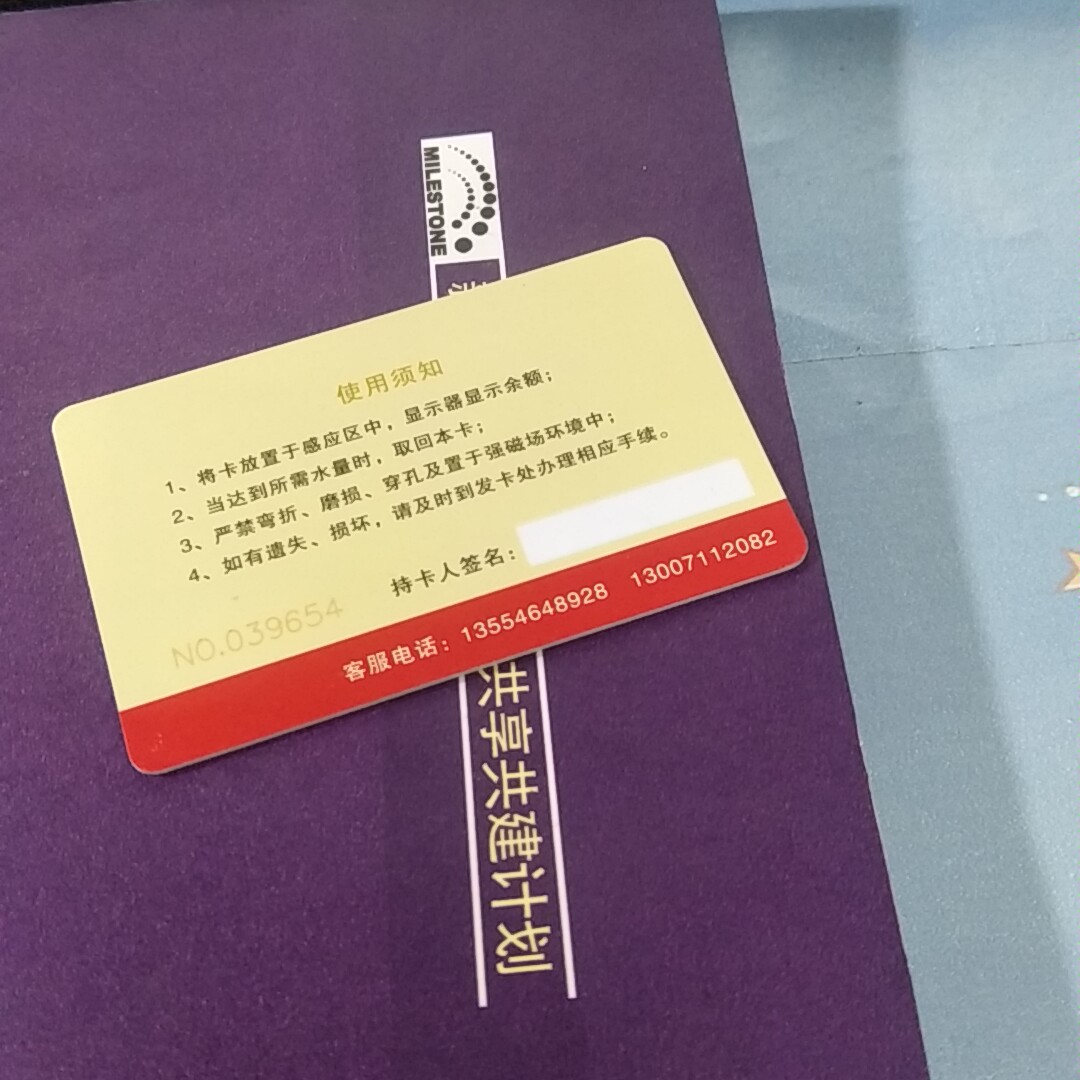 MILESTONE
使用须知
1、将卡放置于感应区中，显示器显示余额；
2、当达到所需水量时，取回本卡；
3、严禁弯折、磨损、穿孔及置于强磁场环境中；
4、如有遗失、损坏，请及时到发卡处办理相应手续。
持卡人签名：
NO.039654
客服电话：13554648928 13007112082
共享共建计划